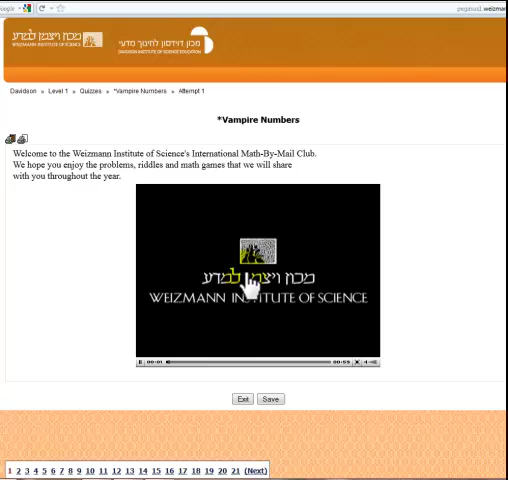 pegasus1.weizman
מכון ויצמן למדע
WEIZMANN INSTITUTE OF SCIENCE
מכון דוידסון לחינוך מדעי
DAVIDSON INSTITUTE OF SCIENCE EDUCATION
Davidson » Level 1 » Quizzes » *Vampire Numbers » Attempt 1
*Vampire Numbers
Welcome to the Weizmann Institute of Science's International Math-By-Mail Club.
We hope you enjoy the problems, riddles and math games that we will share
with you throughout the year.
מכון ויצמן למדע
WEIZMANN INSTITUTE OF SCIENCE
00:01 00:59
Exit Save
1 2 3 4 5 6 7 8 9 10 11 12 13 14 15 16 17 18 19 20 21 (Next)